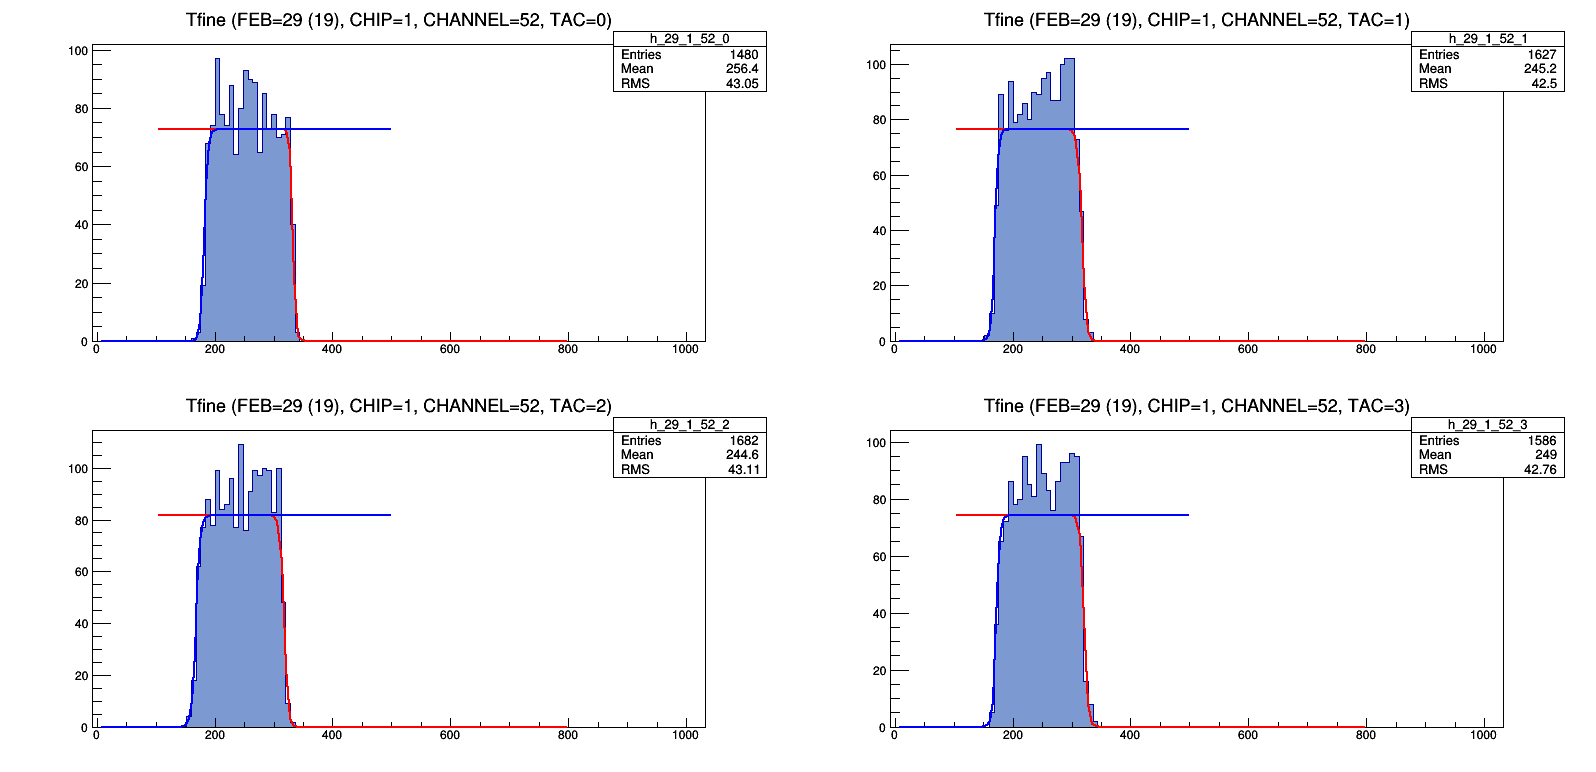 Tfine (FEB=29 (19), CHIP=1, CHANNEL=52, TAC=0)
h_29_1_52_0
Entries 1480
Mean 256.4
RMS 43.05
100
80
60
40
20
0
0 200 400 600 800 1000
Tfine (FEB=29 (19), CHIP=1, CHANNEL=52, TAC=1)
h_29_1_52_1
Entries 1627
Mean 245.2
RMS 42.5
100
80
60
40
20
0
0 200 400 600 800 1000
Tfine (FEB=29 (19), CHIP=1, CHANNEL=52, TAC=2)
h_29_1_52_2
Entries 1682
Mean 244.6
RMS 43.11
100
80
60
40
20
0
0 200 400 600 800 1000
Tfine (FEB=29 (19), CHIP=1, CHANNEL=52, TAC=3)
h_29_1_52_3
Entries 1586
Mean 249
RMS 42.76
100
80
60
40
20
0
0 200 400 600 800 1000